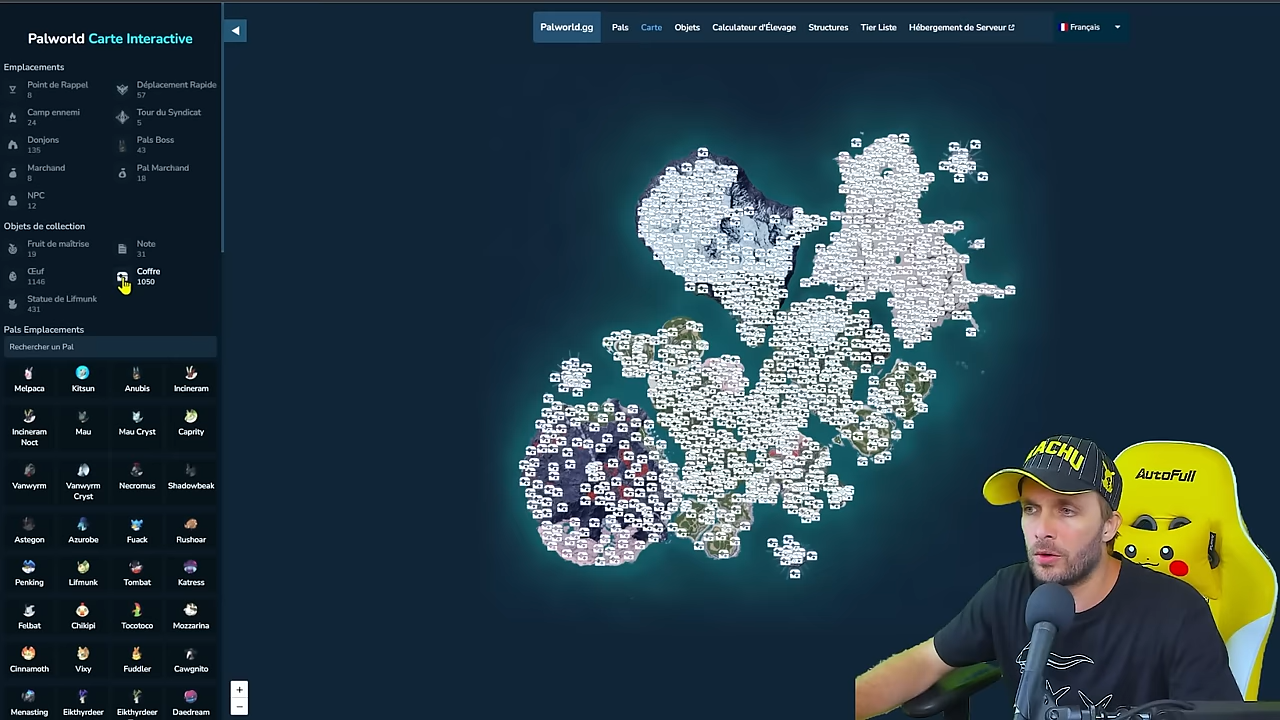 Palworld.gg
Pals
Carte
Objets
Calculateur d'Élevage
Structures
Tier Liste
Hébergement de Serveur
Français
Palworld Carte Interactive
Emplacements
Point de Rappel
8
Déplacement Rapide
57
Camp ennemi
24
Tour du Syndicat
5
Donjons
135
Pals Boss
43
Marchand
8
Pal Marchand
18
NPC
12
Objets de collection
Fruit de maîtrise
19
Note
31
Œuf
1146
Coffre
1050
Statue de Lifmunk
431
Pals Emplacements
Rechercher un Pal
Melpaca
Kitsun
Anubis
Incineram
Incineram Noct
Mau
Mau Cryst
Caprity
Vanwyrm
Vanwyrm Cryst
Necromus
Shadowbeak
Astegon
Azurobe
Fuack
Rushoar
Penking
Lifmunk
Tombat
Katress
Felbat
Chikipi
Tocotoco
Mozzarina
Cinnamoth
Vixy
Fuddler
Cawgnito
Menasting
Eikthyrdeer
Eikthyrdeer
Daedream
+
−
AutoFull